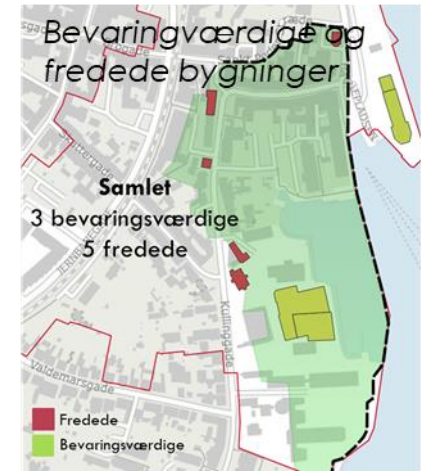 Bevaringværdige og
fredede bygninger
Samlet
3 bevaringsværdige
5 fredede
Kullinggade
Valdemarsgade
Fredede
Bevaringsværdige